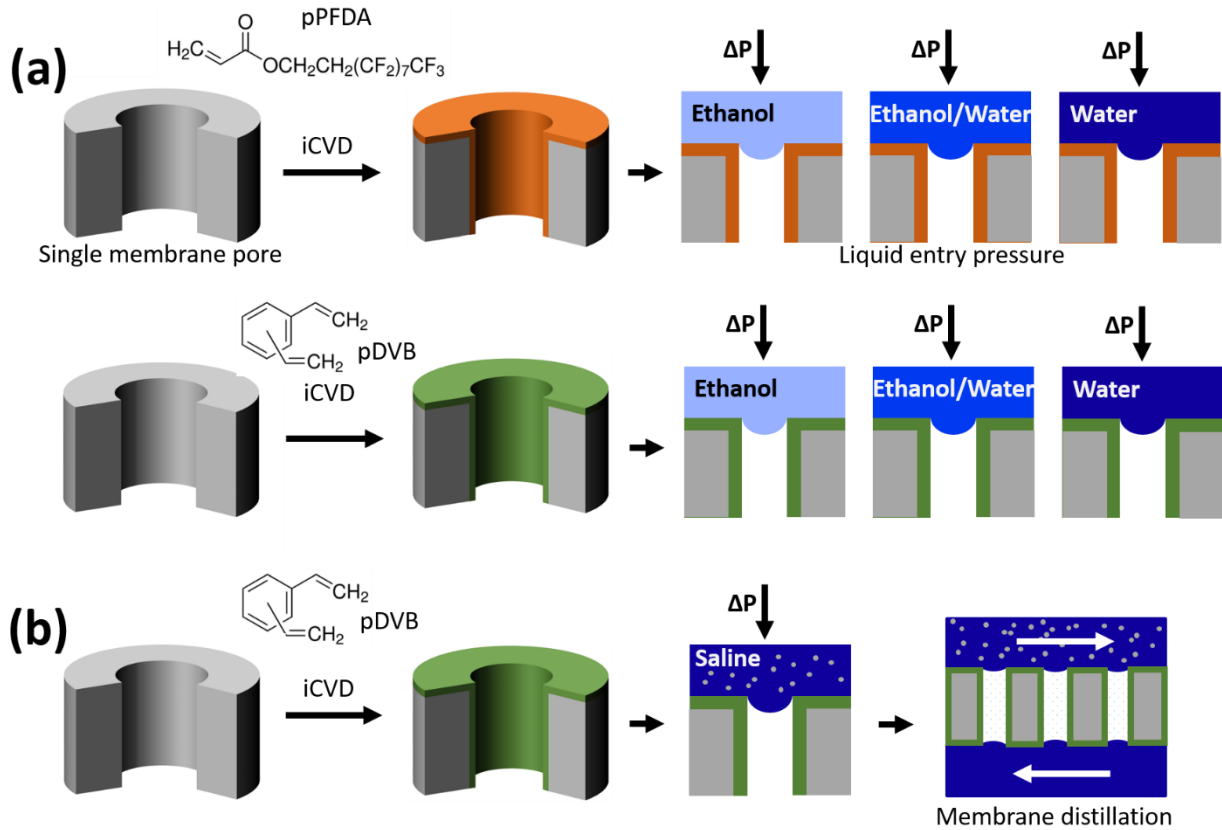 (a)
pPFDA
H₂C
O
OCH₂CH₂(CF₂)₇CF₃
iCVD
Single membrane pore
ΔP
ΔP
ΔP
Ethanol
Ethanol/Water
Water
Liquid entry pressure
CH₂
CH₂
pDVB
iCVD
ΔP
ΔP
ΔP
Ethanol
Ethanol/Water
Water
(b)
CH₂
CH₂
pDVB
iCVD
ΔP
Saline
Membrane distillation